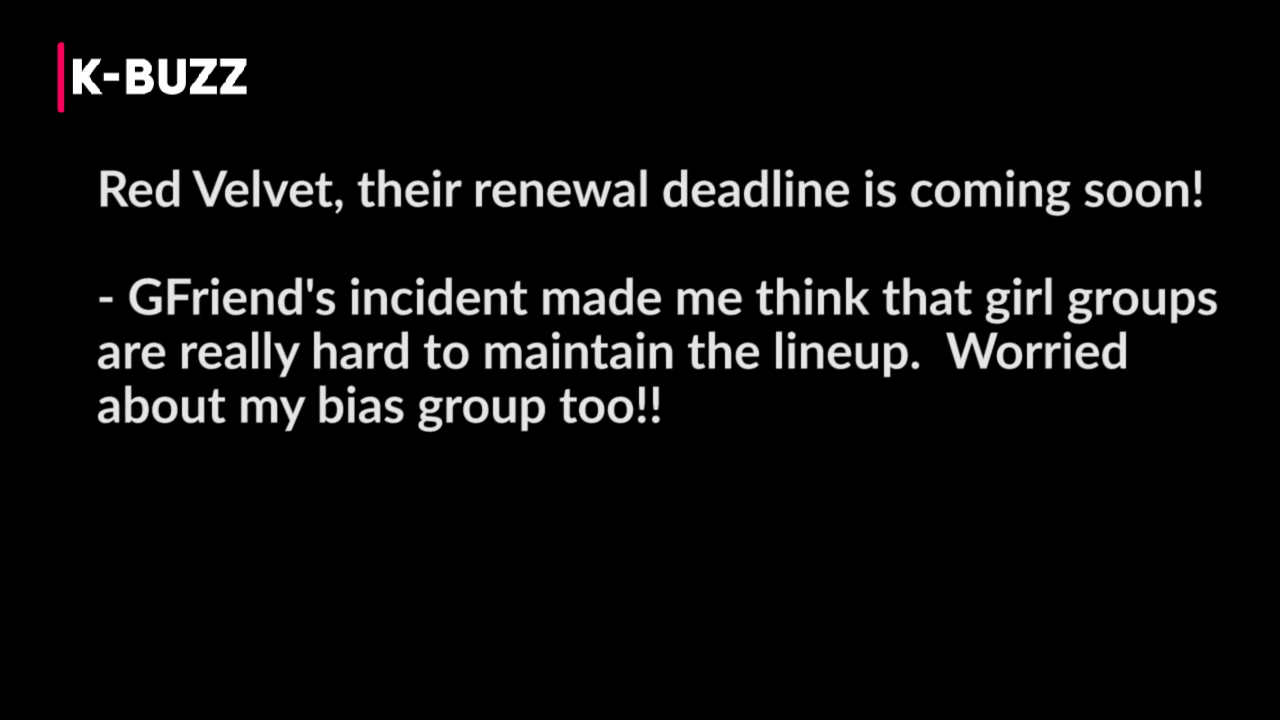 K-BUZZ
Red Velvet, their renewal deadline is coming soon!
- GFriend's incident made me think that girl groups
are really hard to maintain the lineup.  Worried
about my bias group too!!